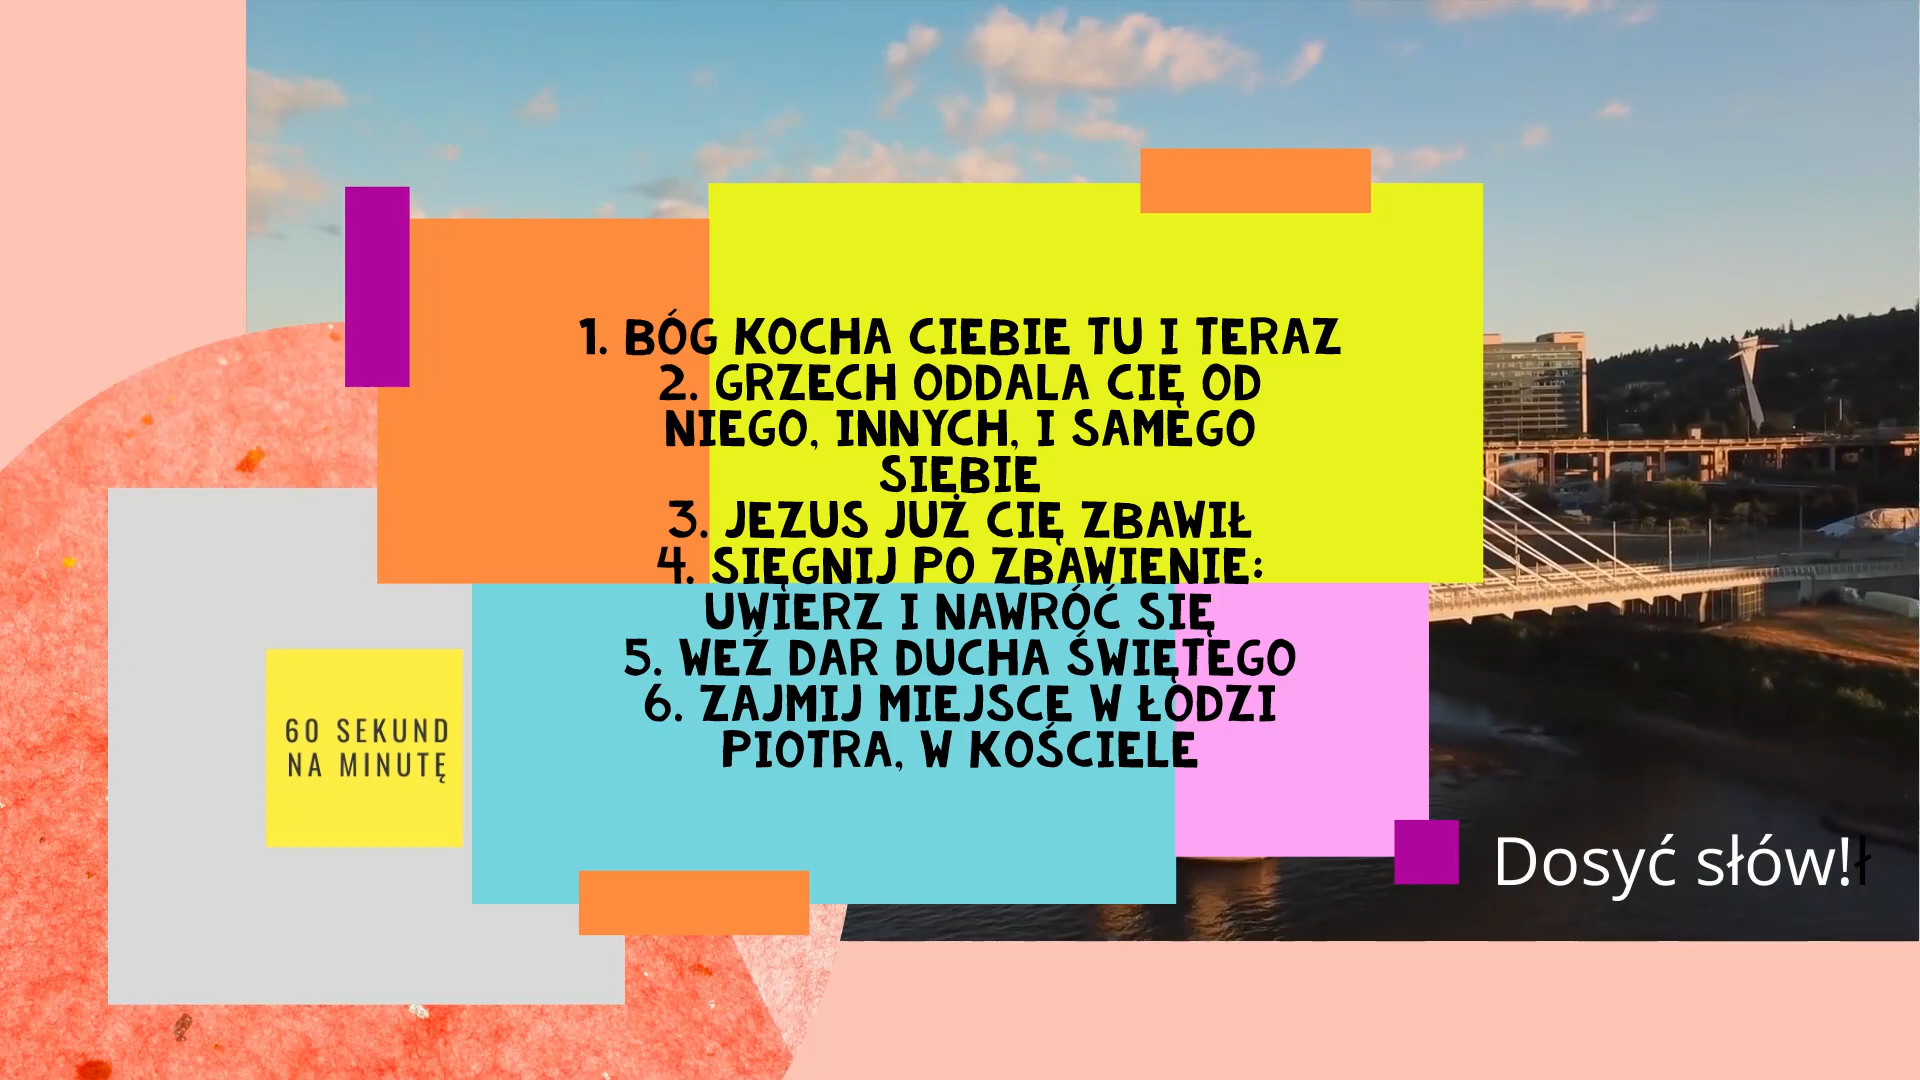 1. BÓG KOCHA CIEBIE TU I TERAZ
2. GRZECH ODDALA CIĘ OD
NIEGO, INNYCH, I SAMEGO
SIEBIE
3. JEZUS JUŻ CIĘ ZBAWIŁ
4. SIĘGNIJ PO ZBAWIENIE:
UWIERZ I NAWRÓĆ SIĘ
5. WEŹ DAR DUCHA ŚWIĘTEGO
6. ZAJMIJ MIEJSCE W ŁODZI
PIOTRA, W KOŚCIELE
60 SEKUND
NA MINUTĘ
Dosyć słów!ł